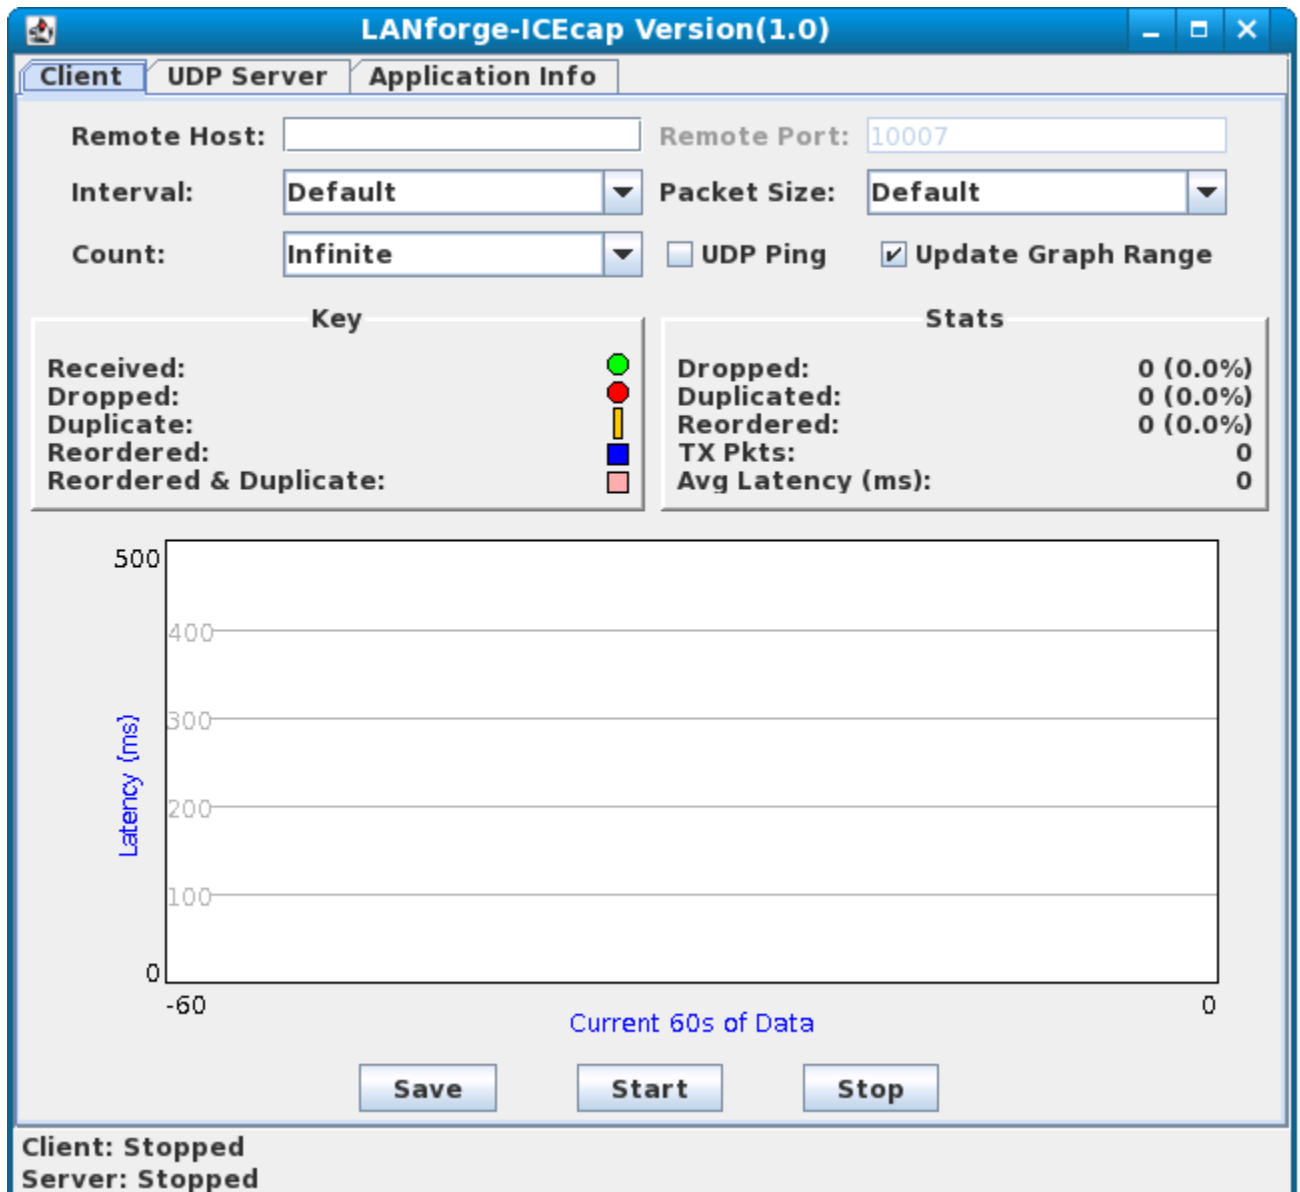 LANforge-ICEcap Version(1.0)
Client UDP Server Application Info
Remote Host: Remote Port: 10007
Interval: Default Packet Size: Default
Count: Infinite UDP Ping Update Graph Range
Key
Received:
Dropped:
Duplicate:
Reordered:
Reordered & Duplicate:
Stats
Dropped: 0 (0.0%)
Duplicated: 0 (0.0%)
Reordered: 0 (0.0%)
TX Pkts: 0
Avg Latency (ms): 0
500
400
300
200
100
0
Latency (ms)
-60 0
Current 60s of Data
Save Start Stop
Client: Stopped
Server: Stopped